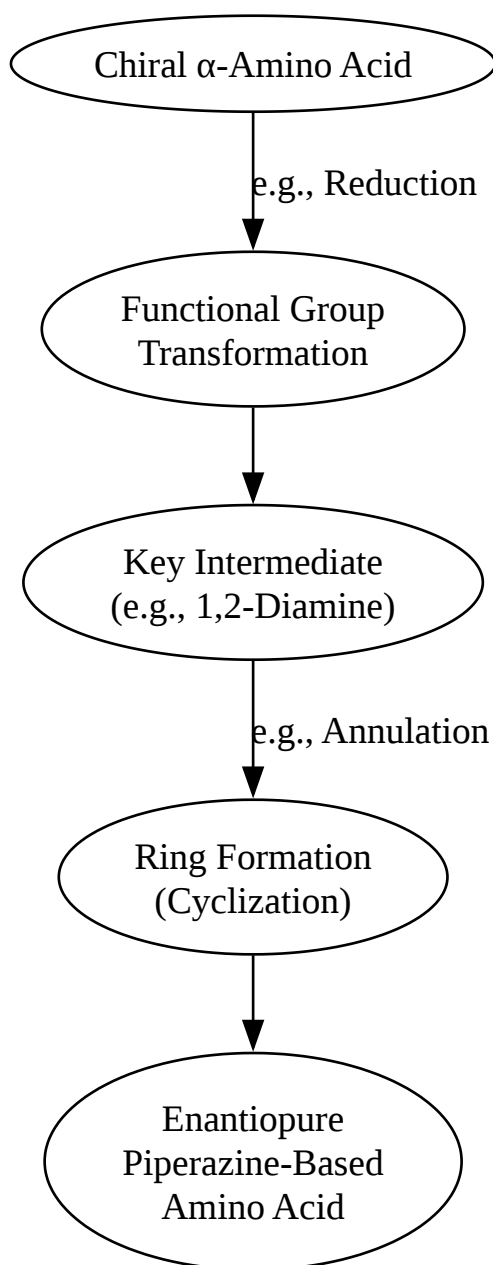 Chiral α-Amino Acid
e.g., Reduction
Functional Group
Transformation
Key Intermediate
(e.g., 1,2-Diamine)
e.g., Annulation
Ring Formation
(Cyclization)
Enantiopure
Piperazine-Based
Amino Acid